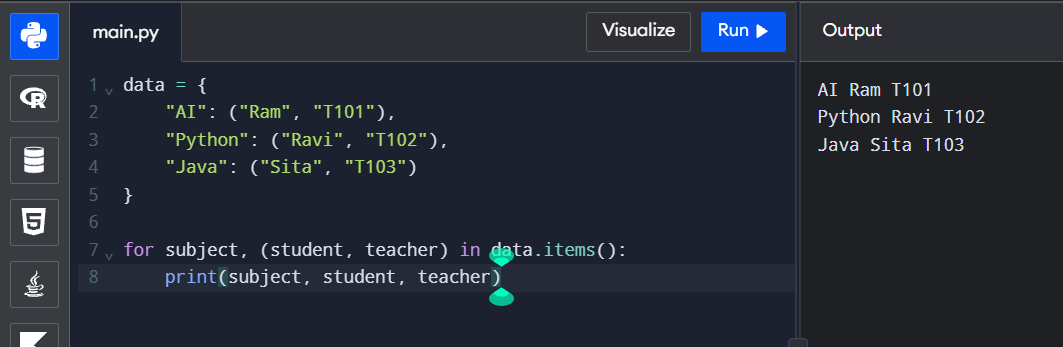 main.py
Visualize
Run
1 data = {
2     "AI": ("Ram", "T101"),
3     "Python": ("Ravi", "T102"),
4     "Java": ("Sita", "T103")
5 }
6
7 for subject, (student, teacher) in data.items():
8     print(subject, student, teacher)
Output
AI Ram T101
Python Ravi T102
Java Sita T103